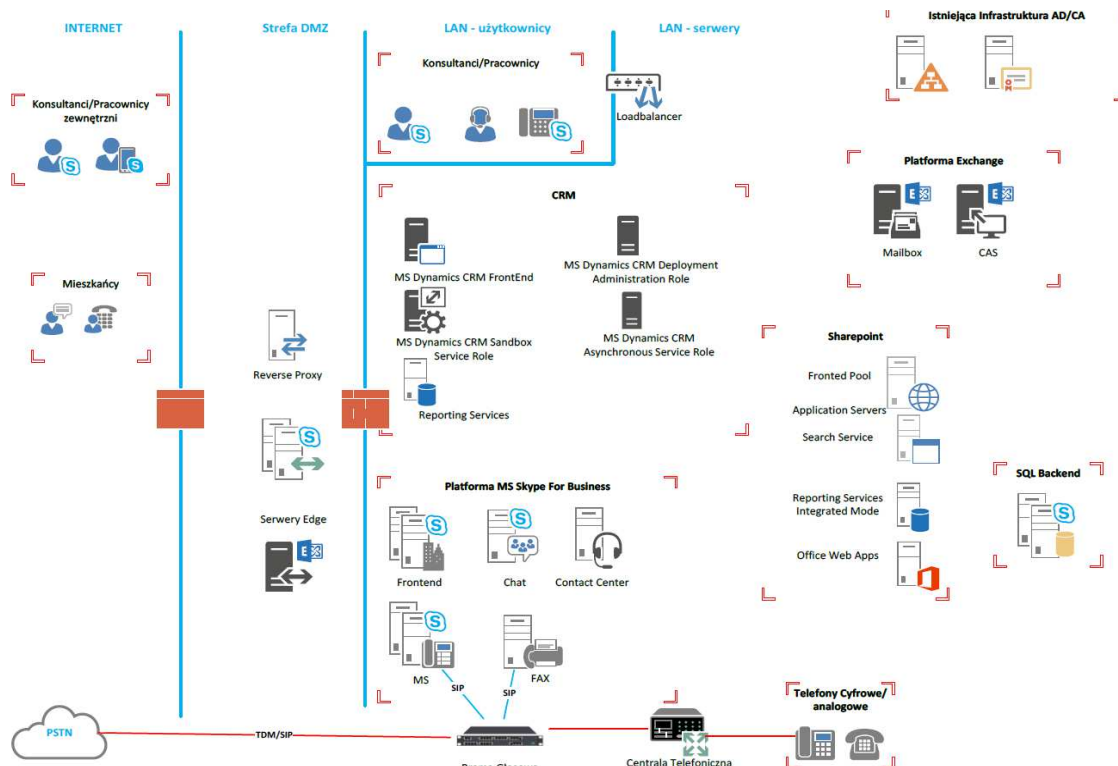 INTERNET
Strefa DMZ
LAN - użytkownicy
LAN - serwery
Istniejąca Infrastruktura AD/CA
Konsultanci/Pracownicy
zewnętrzni
Konsultanci/Pracownicy
Loadbalancer
Platforma Exchange
Mailbox
CAS
CRM
MS Dynamics CRM FrontEnd
MS Dynamics CRM Deployment
Administration Role
MS Dynamics CRM Sandbox
Service Role
MS Dynamics CRM
Asynchronous Service Role
Reporting Services
Mieszkańcy
Reverse Proxy
Serwery Edge
Sharepoint
Fronted Pool
Application Servers
Search Service
Reporting Services
Integrated Mode
Office Web Apps
SQL Backend
Platforma MS Skype For Business
Frontend
Chat
Contact Center
MS
FAX
SIP
SIP
PSTN
TDM/SIP
Centrala Telefoniczna
Telefony Cyfrowe/
analogowe